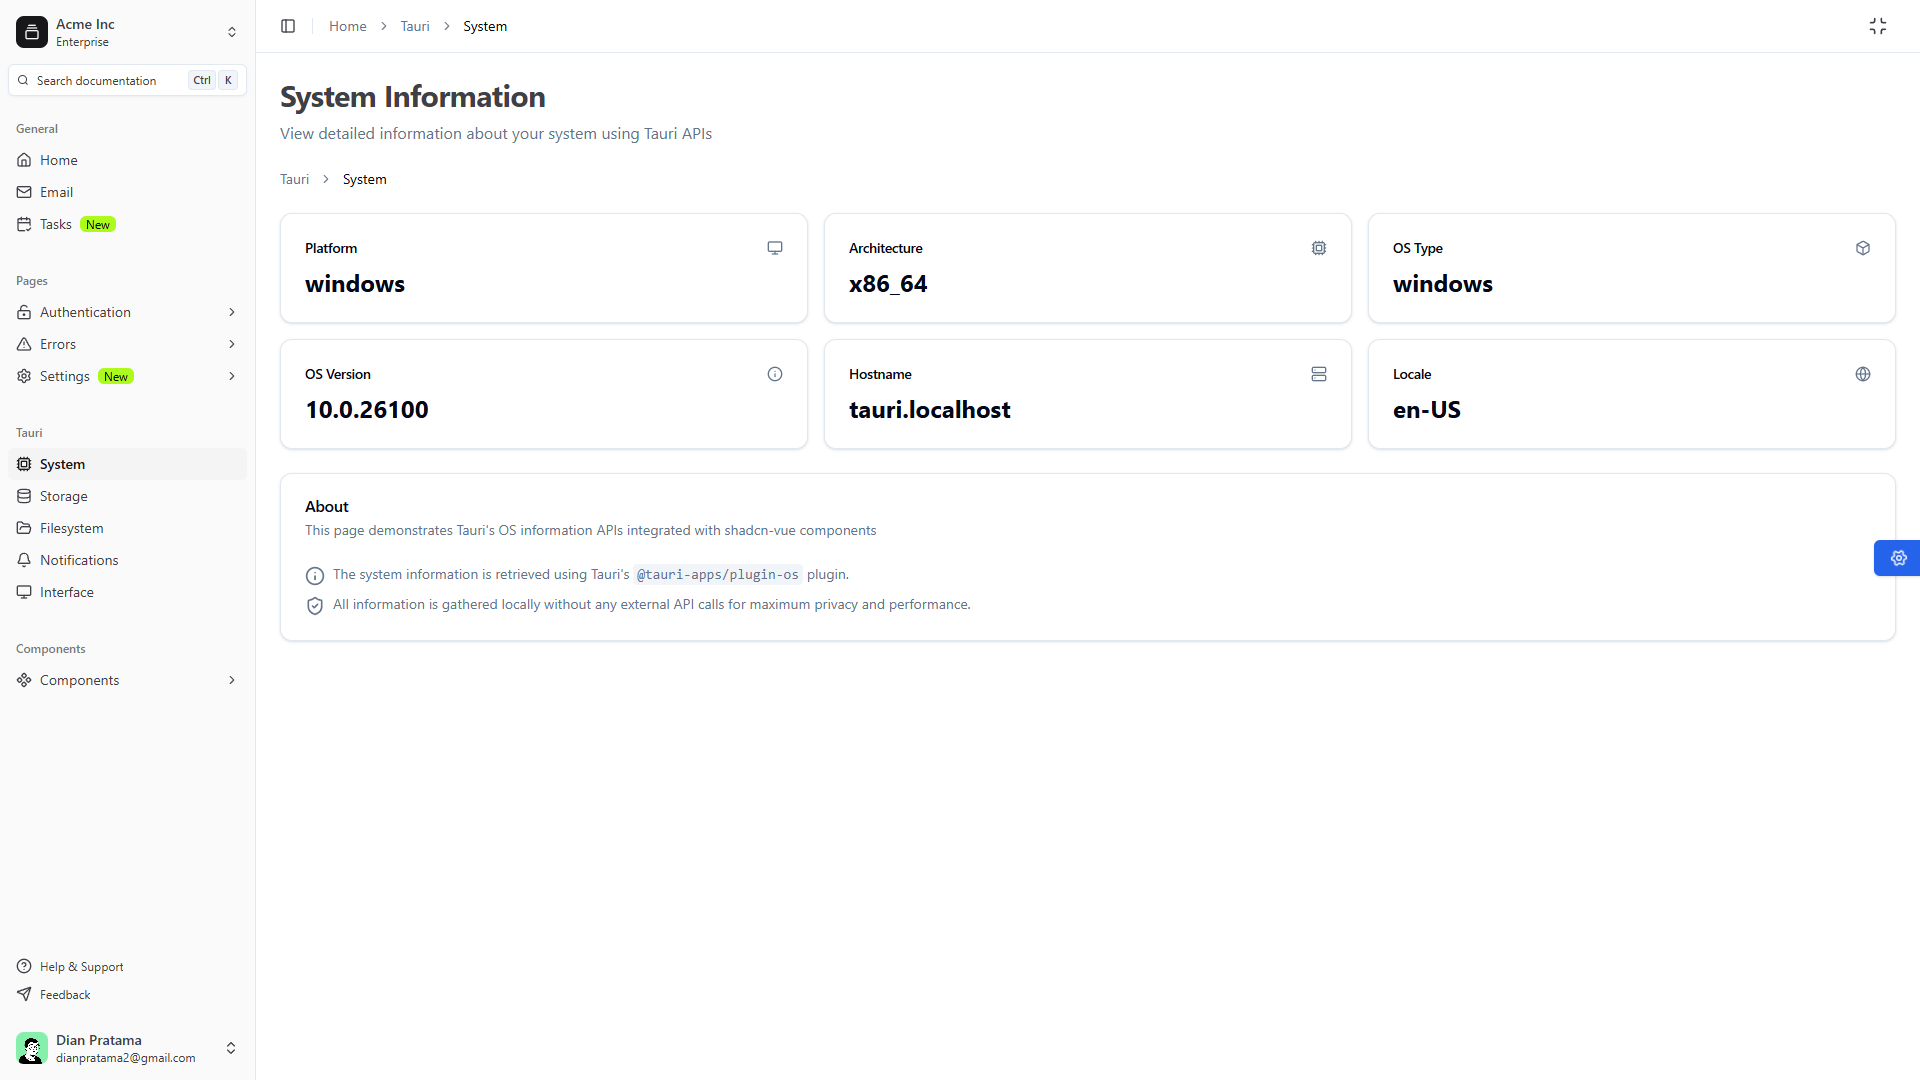 Acme Inc
Enterprise
Search documentation Ctrl K
General
Home
Email
Tasks New
Pages
Authentication
Errors
Settings New
Tauri
System
Storage
Filesystem
Notifications
Interface
Components
Components
Help & Support
Feedback
Dian Pratama
dianpratama2@gmail.com
Home Tauri System
System Information
View detailed information about your system using Tauri APIs
Tauri System
Platform
windows
Architecture
x86_64
OS Type
windows
OS Version
10.0.26100
Hostname
tauri.localhost
Locale
en-US
About
This page demonstrates Tauri's OS information APIs integrated with shadcn-vue components
The system information is retrieved using Tauri's @tauri-apps/plugin-os plugin.
All information is gathered locally without any external API calls for maximum privacy and performance.